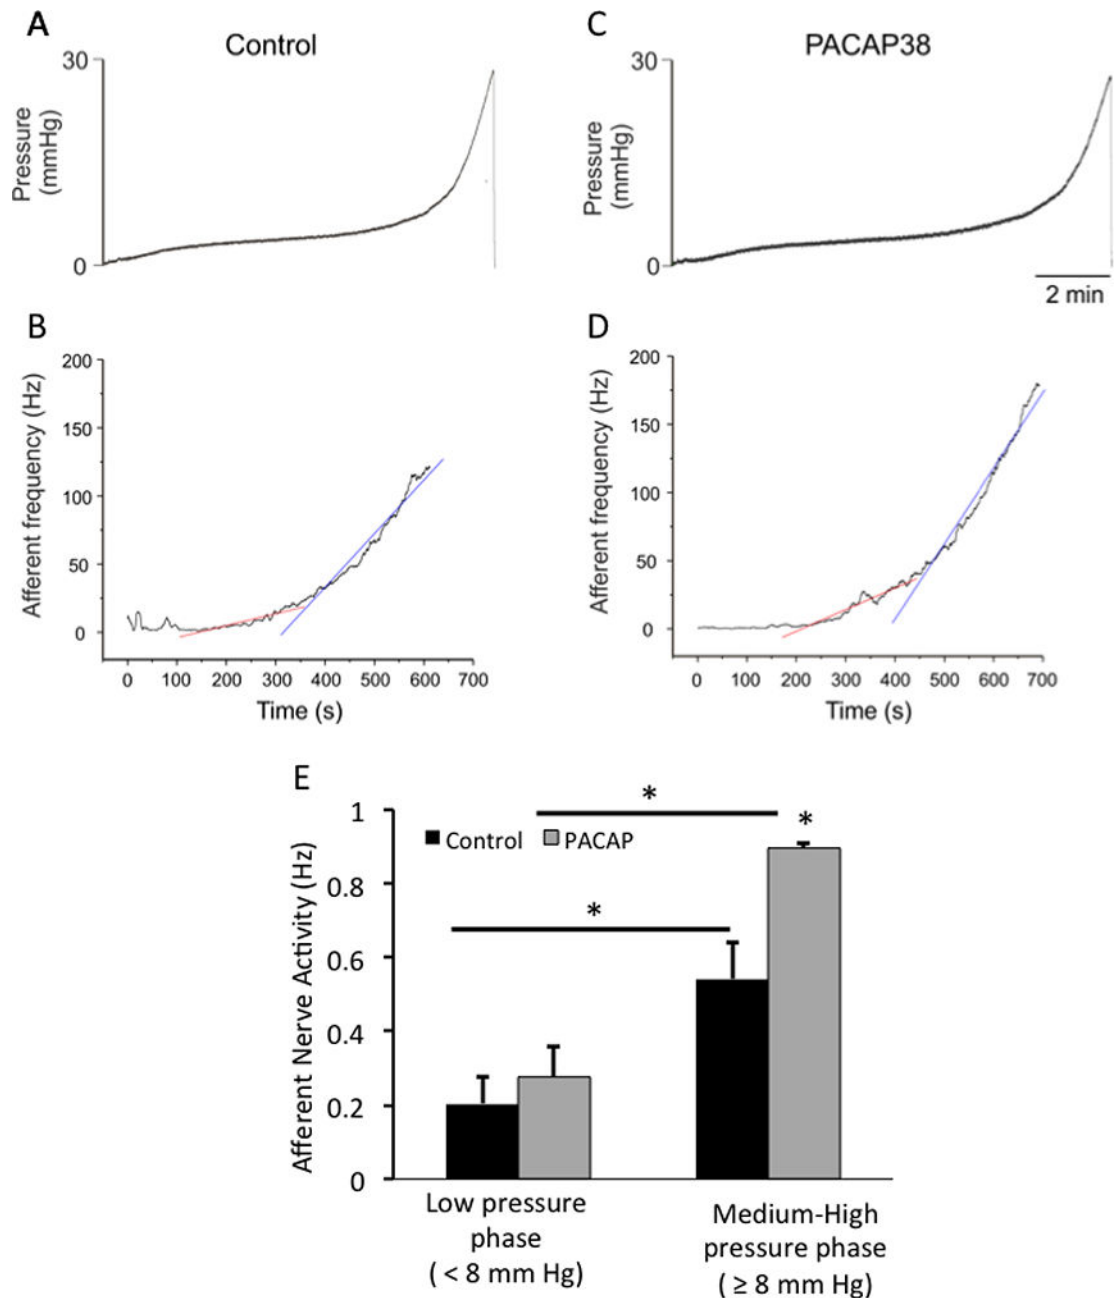 A
Control
30
Pressure
(mmHg)
0
C
PACAP38
30
Pressure
(mmHg)
0
2 min
B
200
150
100
50
0
Afferent frequency (Hz)
0 100 200 300 400 500 600 700
Time (s)
D
200
150
100
50
0
Afferent frequency (Hz)
0 100 200 300 400 500 600 700
Time (s)
E
1
0.8
0.6
0.4
0.2
0
Afferent Nerve Activity (Hz)
Control PACAP
*
*
*
Low pressure
phase
( < 8 mm Hg)
Medium-High
pressure phase
( ≥ 8 mm Hg)